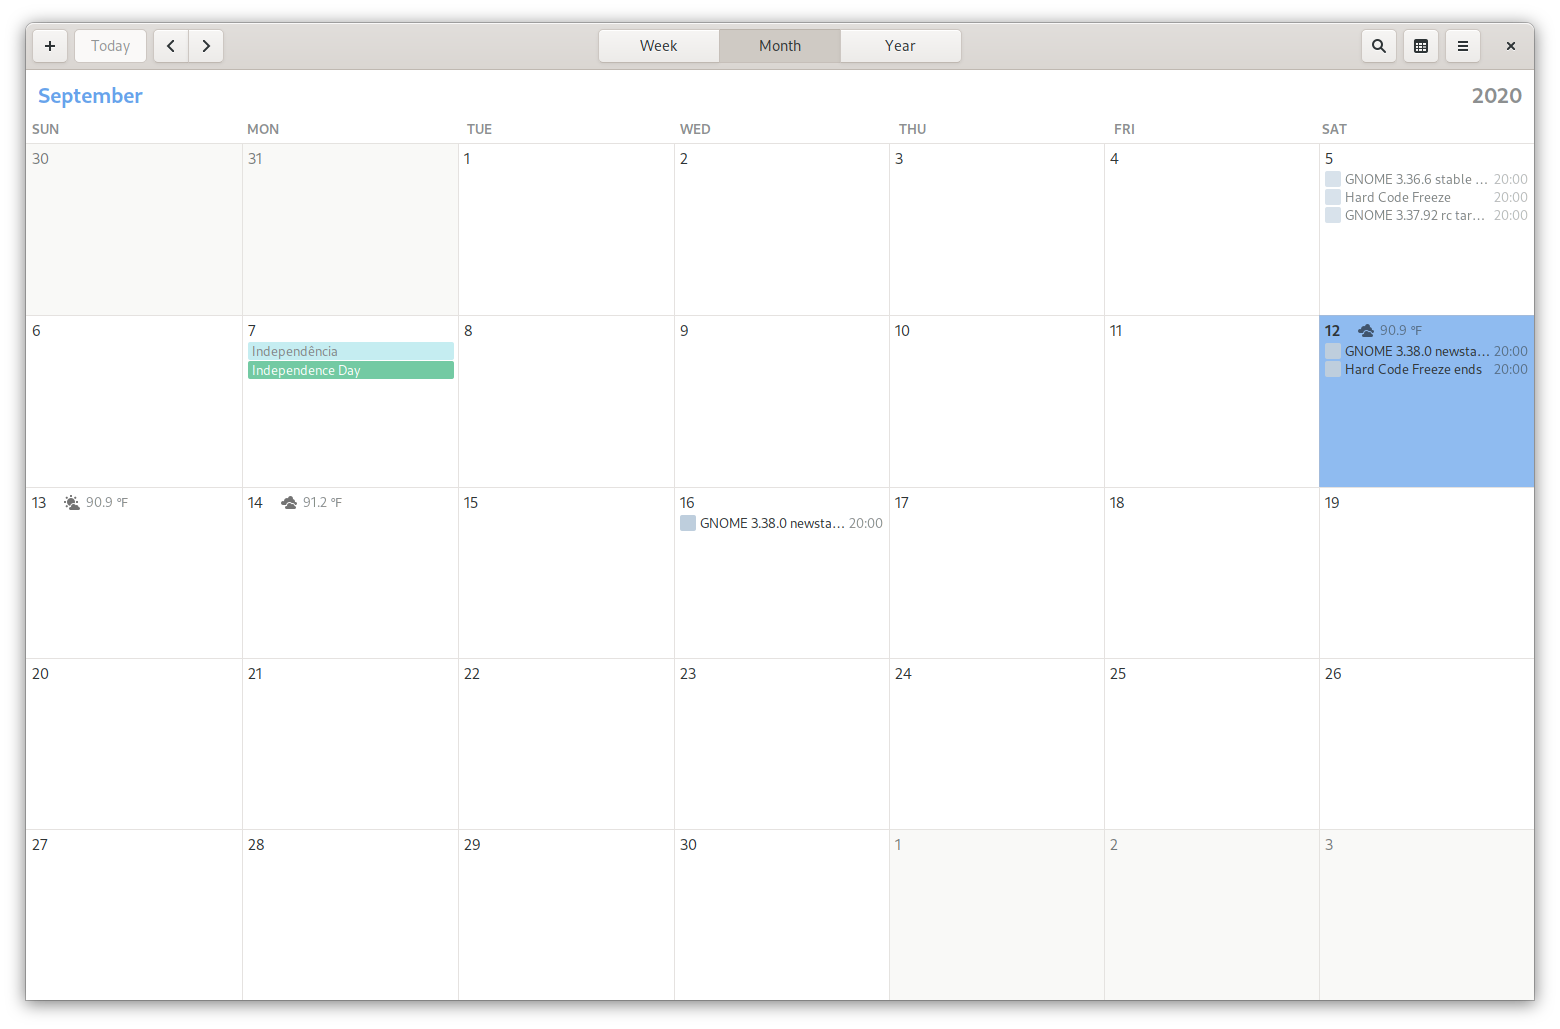 Today
Week Month Year
September 2020
SUN MON TUE WED THU FRI SAT
30 31 1 2 3 4 5
GNOME 3.36.6 stable … 20:00
Hard Code Freeze 20:00
GNOME 3.37.92 rc tar… 20:00
6 7 8 9 10 11 12 90.9 °F
Independência
Independence Day
GNOME 3.38.0 newsta… 20:00
Hard Code Freeze ends 20:00
13 90.9 °F 14 91.2 °F 15 16 17 18 19
GNOME 3.38.0 newsta… 20:00
20 21 22 23 24 25 26
27 28 29 30 1 2 3